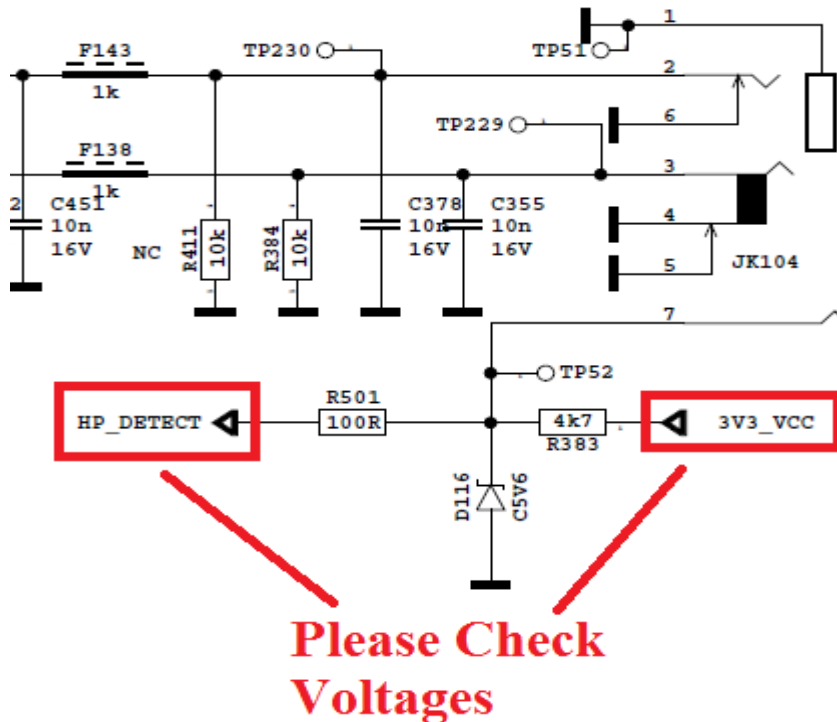 1
F143
TP230
TP51
1k
2
TP229
6
F138
3
1k
2 C451
10n
16V
NC
R411
10k
R384
10k
C378
10n
16V
C355
10n
16V
4
5
JK104
7
TP52
HP_DETECT
R501
100R
4k7
R383
3V3_VCC
D116
C5V6
Please Check
Voltages